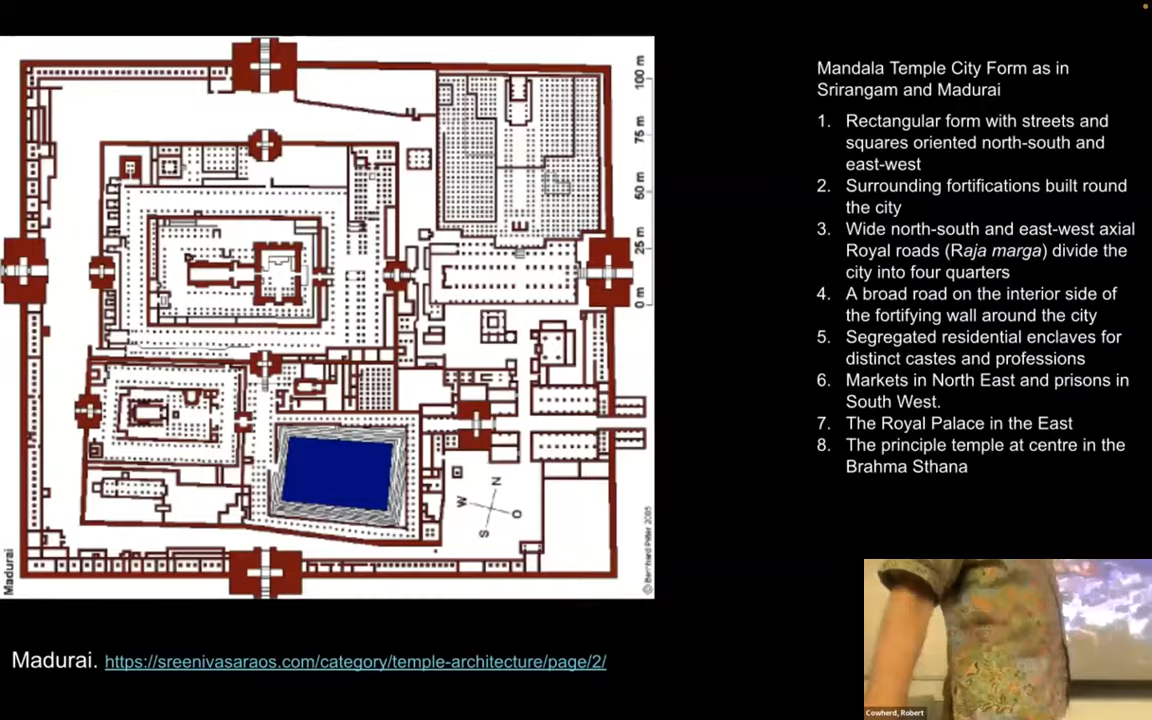 Mandala Temple City Form as in
Srirangam and Madurai
1. Rectangular form with streets and
squares oriented north-south and
east-west
2. Surrounding fortifications built round
the city
3. Wide north-south and east-west axial
Royal roads (Raja marga) divide the
city into four quarters
4. A broad road on the interior side of
the fortifying wall around the city
5. Segregated residential enclaves for
distinct castes and professions
6. Markets in North East and prisons in
South West.
7. The Royal Palace in the East
8. The principle temple at centre in the
Brahma Sthana
100 m
75 m
50 m
25 m
0 m
W N
S O
Madurai
© Bernhard Peter 2005
Madurai. https://sreenivasaraos.com/category/temple-architecture/page/2/
Cowherd, Robert